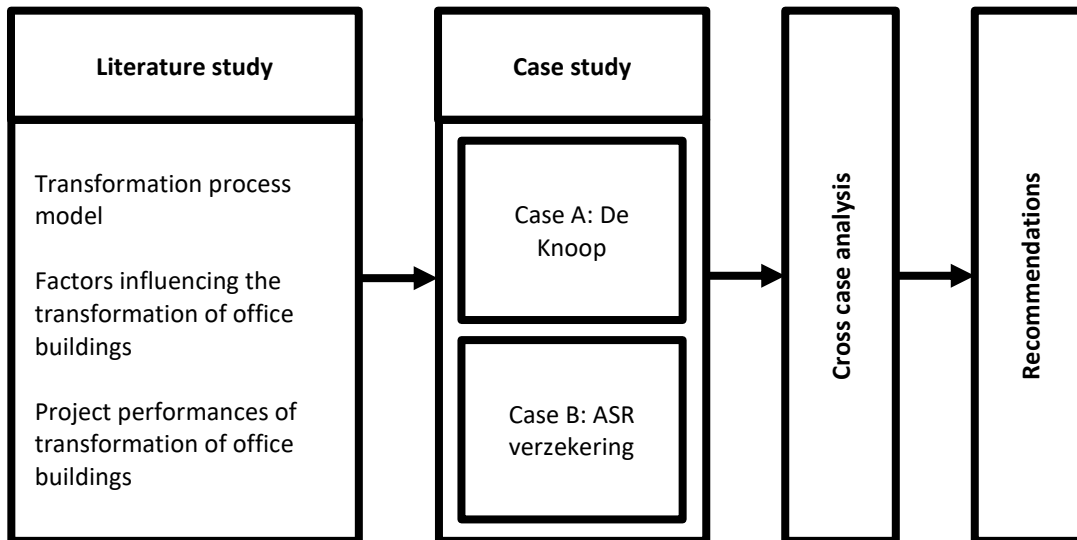 Literature study
Transformation process
model
Factors influencing the
transformation of office
buildings
Project performances of
transformation of office
buildings
Case study
Case A: De
Knoop
Case B: ASR
verzekering
Cross case analysis
Recommendations